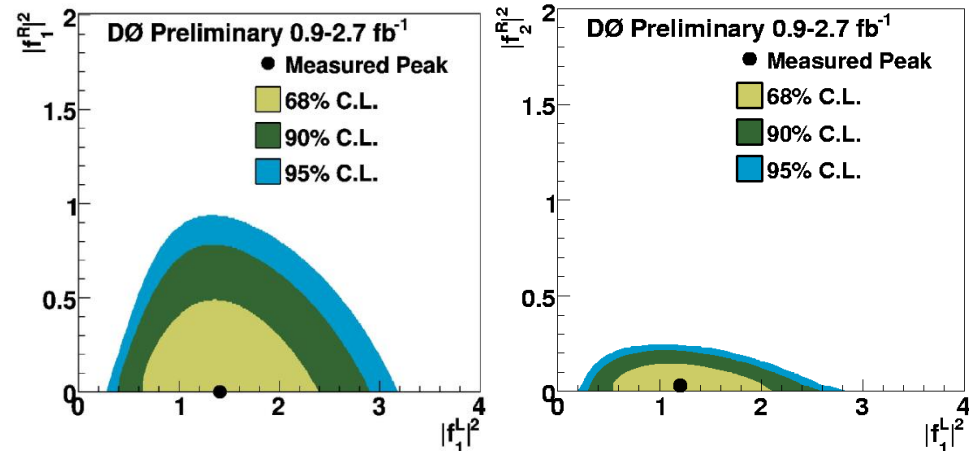 DØ Preliminary 0.9-2.7 fb⁻¹
Measured Peak
68% C.L.
90% C.L.
95% C.L.
|f₁ᴿ|²
2
1.5
1
0.5
0
0 1 2 3 4
|f₁ᴸ|²
DØ Preliminary 0.9-2.7 fb⁻¹
Measured Peak
68% C.L.
90% C.L.
95% C.L.
|f₂ᴿ|²
2
1.5
1
0.5
0
0 1 2 3 4
|f₁ᴸ|²